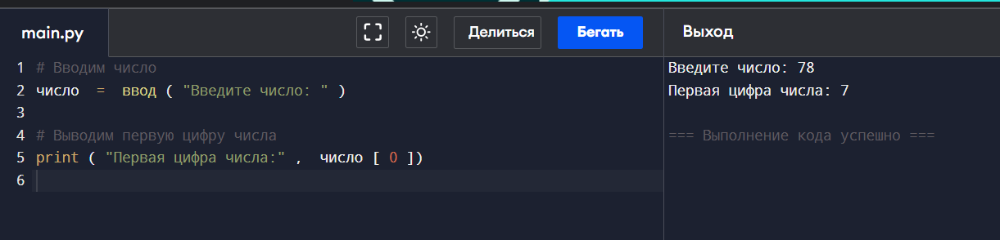 main.py
Делиться
Бегать
Выход
1 # Вводим число
2 число = ввод ( "Введите число: " )
3
4 # Выводим первую цифру числа
5 print ( "Первая цифра числа:" , число [ 0 ])
6
Введите число: 78
Первая цифра числа: 7
=== Выполнение кода успешно ===